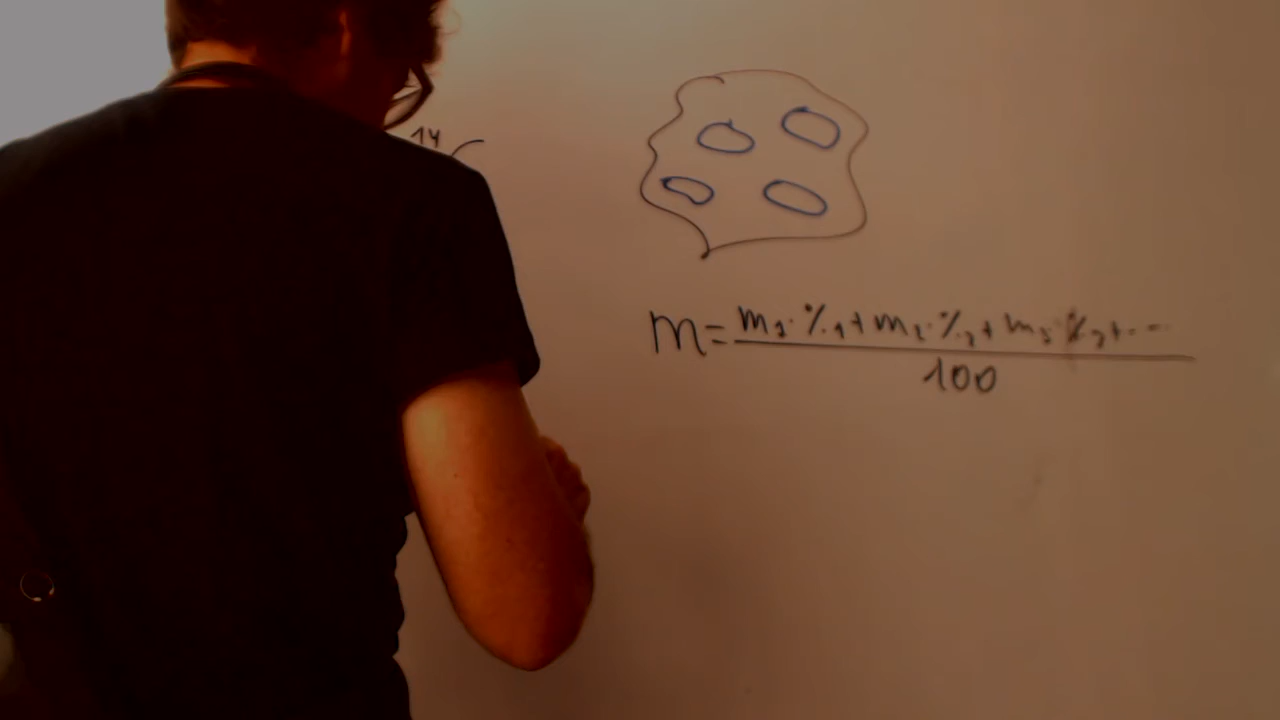 14
m = m₁·%₁ + m₂·%₂ + m₃·%₃ + ...
100